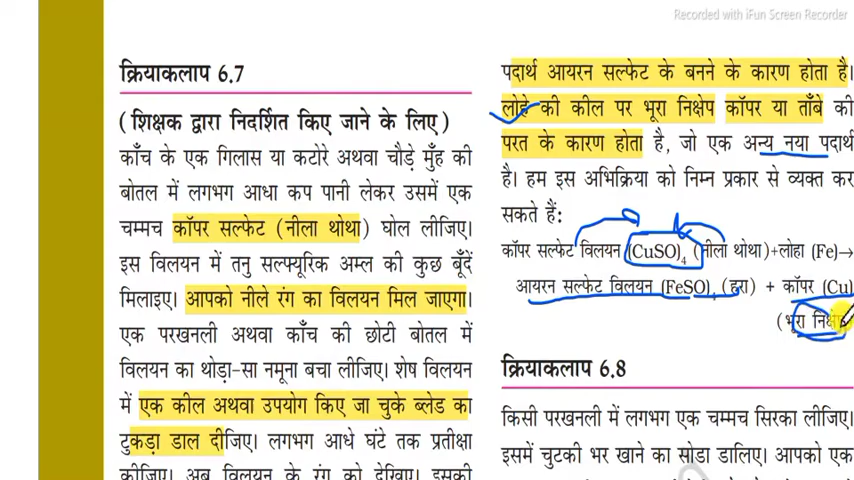 Recorded with iFun Screen Recorder
क्रियाकलाप 6.7
(शिक्षक द्वारा निदर्शित किए जाने के लिए)
काँच के एक गिलास या कटोरे अथवा चौड़े मुँह की
बोतल में लगभग आधा कप पानी लेकर उसमें एक
चम्मच कॉपर सल्फेट (नीला थोथा) घोल लीजिए।
इस विलयन में तनु सल्फ्यूरिक अम्ल की कुछ बूँदें
मिलाइए। आपको नीले रंग का विलयन मिल जाएगा।
एक परखनली अथवा काँच की छोटी बोतल में
विलयन का थोड़ा-सा नमूना बचा लीजिए। शेष विलयन
में एक कील अथवा उपयोग किए जा चुके ब्लेड का
टुकड़ा डाल दीजिए। लगभग आधे घंटे तक प्रतीक्षा
कीजिए। अब विलयन के रंग को देखिए। इसकी
पदार्थ आयरन सल्फेट के बनने के कारण होता है।
लोहे की कील पर भूरा निक्षेप कॉपर या ताँबे की
परत के कारण होता है, जो एक अन्य नया पदार्थ
है। हम इस अभिक्रिया को निम्न प्रकार से व्यक्त कर
सकते हैं:
कॉपर सल्फेट विलयन (CuSO)₄ (नीला थोथा)+लोहा (Fe)→
आयरन सल्फेट विलयन (FeSO)₄ (हरा) + कॉपर (Cu)
(भूरा निक्षेप)
क्रियाकलाप 6.8
किसी परखनली में लगभग एक चम्मच सिरका लीजिए।
इसमें चुटकी भर खाने का सोडा डालिए। आपको एक